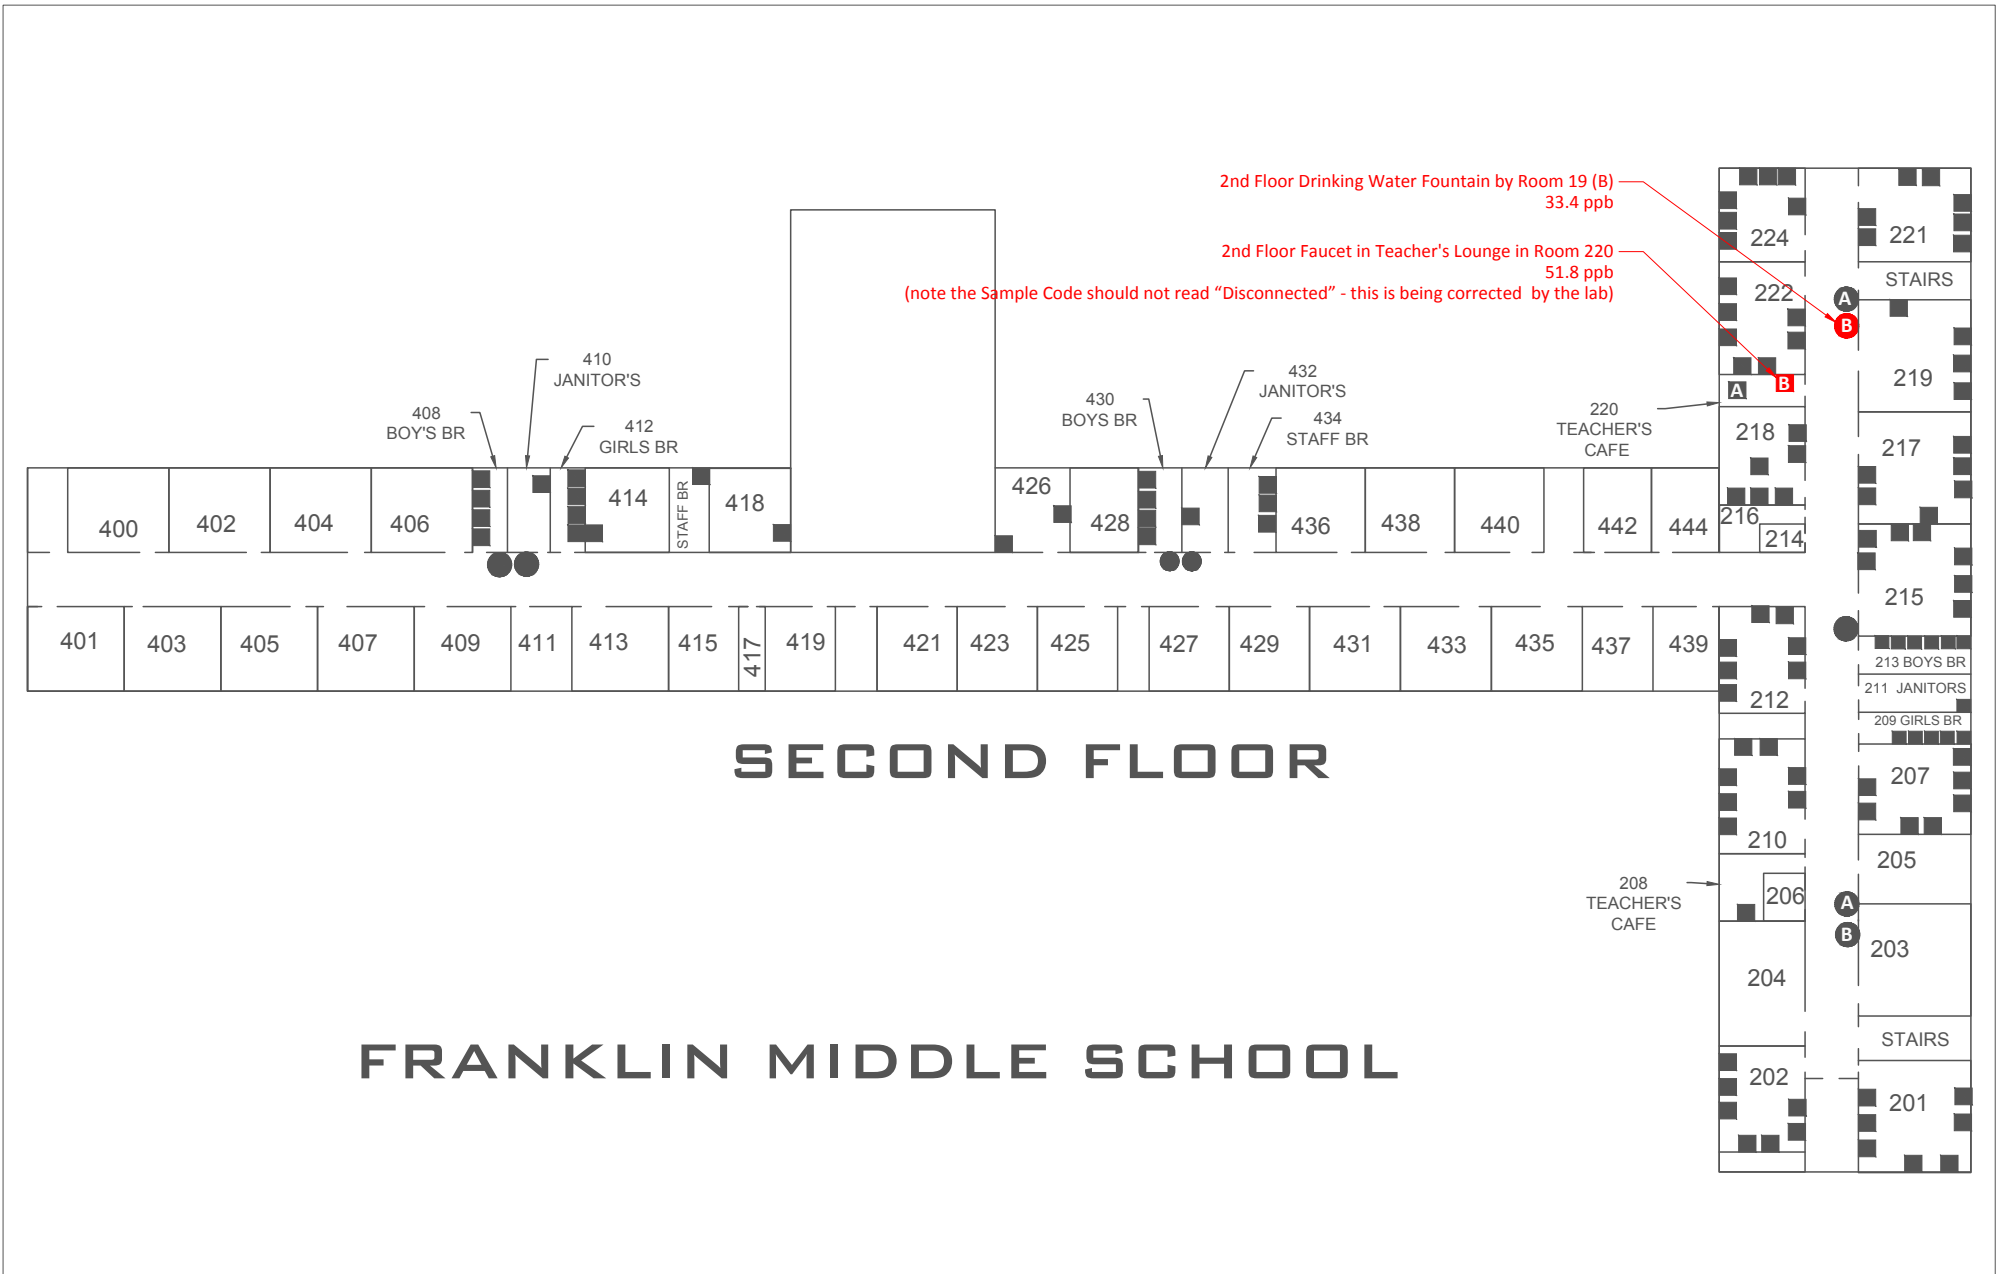 2nd Floor Drinking Water Fountain by Room 19 (B)
33.4 ppb
2nd Floor Faucet in Teacher's Lounge in Room 220
51.8 ppb
(note the Sample Code should not read “Disconnected” - this is being corrected by the lab)
224
221
STAIRS
222
A
B
219
A
B
220
TEACHER'S
CAFE
218
217
216
214
215
410
JANITOR'S
408
BOY'S BR
412
GIRLS BR
432
JANITOR'S
430
BOYS BR
434
STAFF BR
400
402
404
406
414
STAFF BR
418
426
428
436
438
440
442
444
401
403
405
407
409
411
413
415
417
419
421
423
425
427
429
431
433
435
437
439
213 BOYS BR
211 JANITORS
209 GIRLS BR
212
207
210
205
208
TEACHER'S
CAFE
206
A
B
203
204
STAIRS
202
201
SECOND FLOOR
FRANKLIN MIDDLE SCHOOL